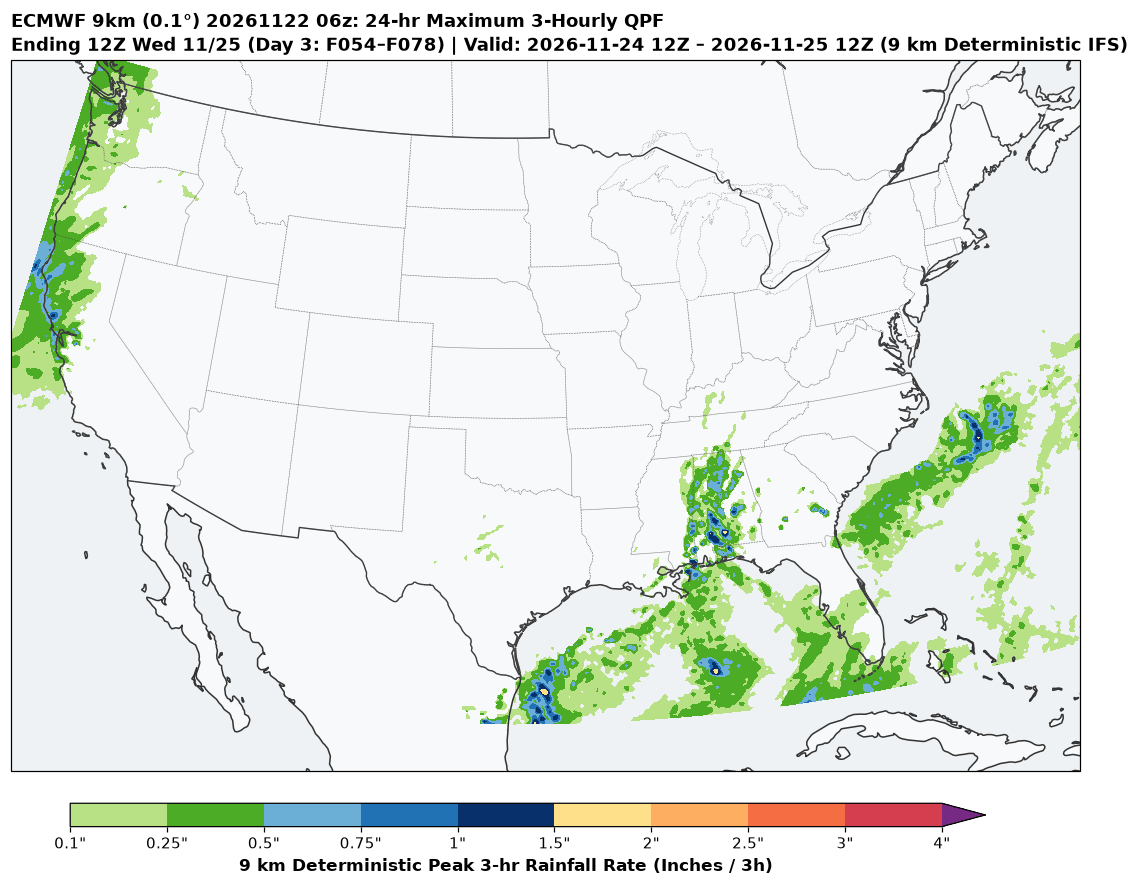 ECMWF 9km (0.1°) 20261122 06z: 24-hr Maximum 3-Hourly QPF
Ending 12Z Wed 11/25 (Day 3: F054–F078) | Valid: 2026-11-24 12Z – 2026-11-25 12Z (9 km Deterministic IFS)
0.1" 0.25" 0.5" 0.75" 1" 1.5" 2" 2.5" 3" 4"
9 km Deterministic Peak 3-hr Rainfall Rate (Inches / 3h)